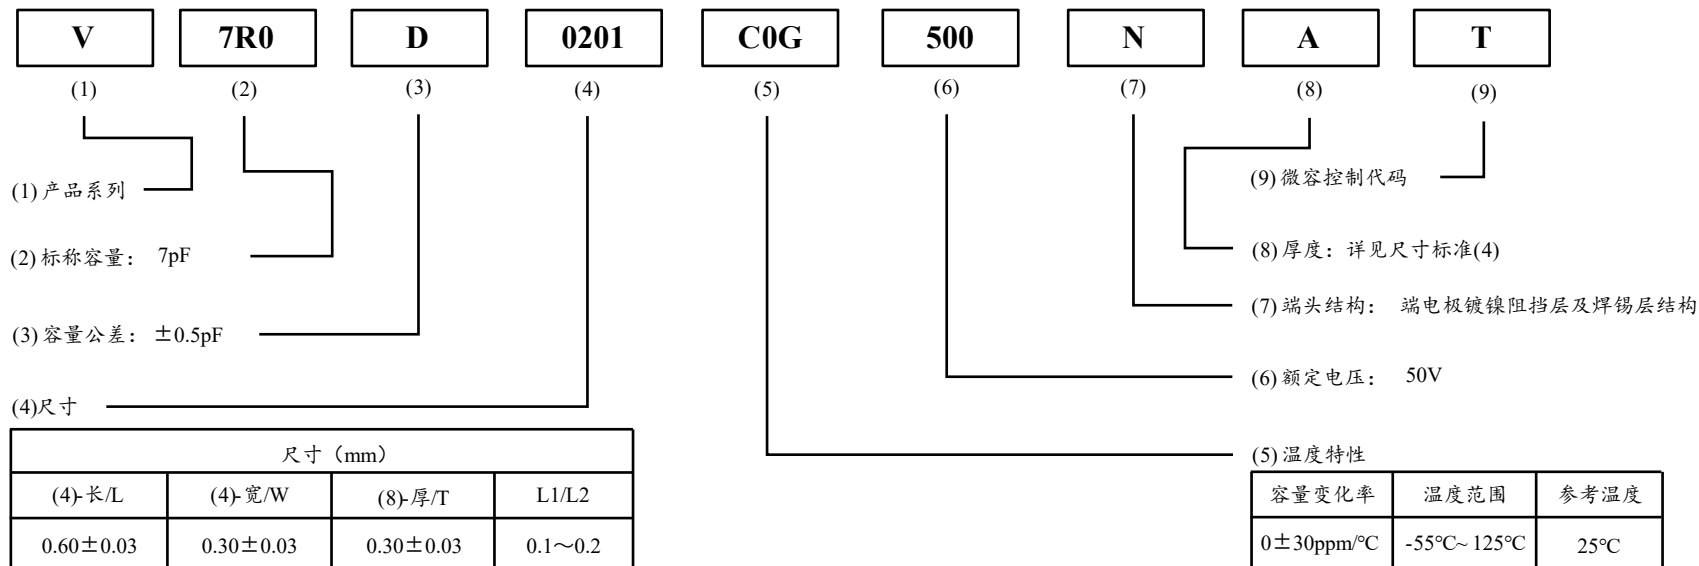 V 7R0 D 0201 C0G 500 N A T
(1) (2) (3) (4) (5) (6) (7) (8) (9)
(1)产品系列
(9)微容控制代码
(2)标称容量： 7pF
(8)厚度：详见尺寸标准(4)
(7)端头结构： 端电极镀镍阻挡层及焊锡层结构
(3)容量公差： ±0.5pF
(6)额定电压： 50V
(4)尺寸
尺寸（mm）
(4)-长/L (4)-宽/W (8)-厚/T L1/L2
0.60±0.03 0.30±0.03 0.30±0.03 0.1～0.2
(5)温度特性
容量变化率 温度范围 参考温度
0±30ppm/℃ -55℃~125℃ 25℃